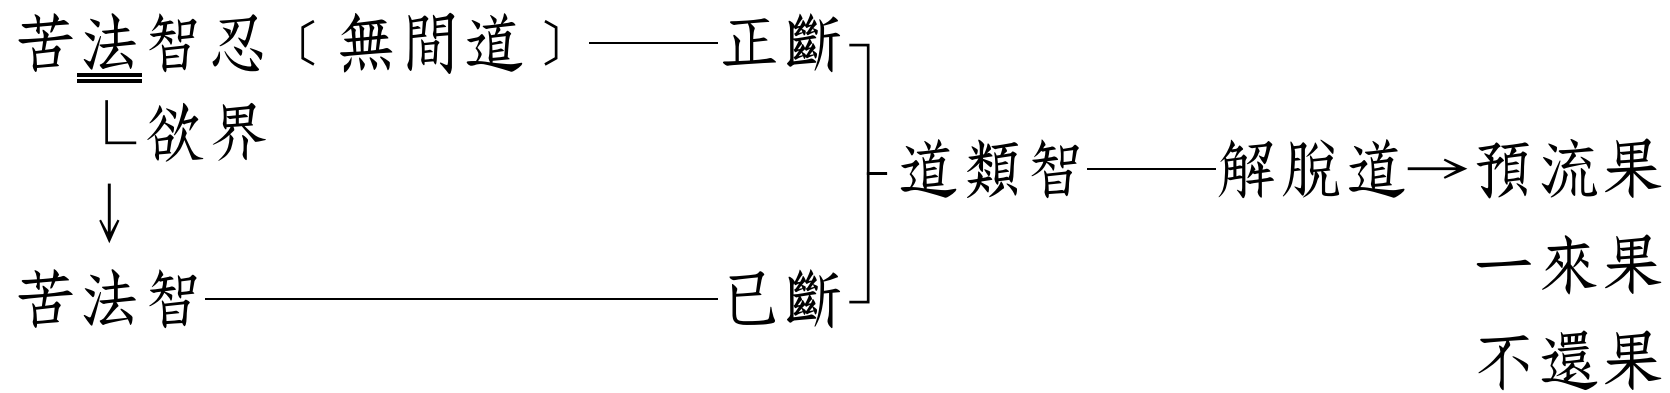 苦法智忍〔無間道〕——正斷
欲界
道類智——解脫道→預流果
一來果
苦法智————已斷
不還果